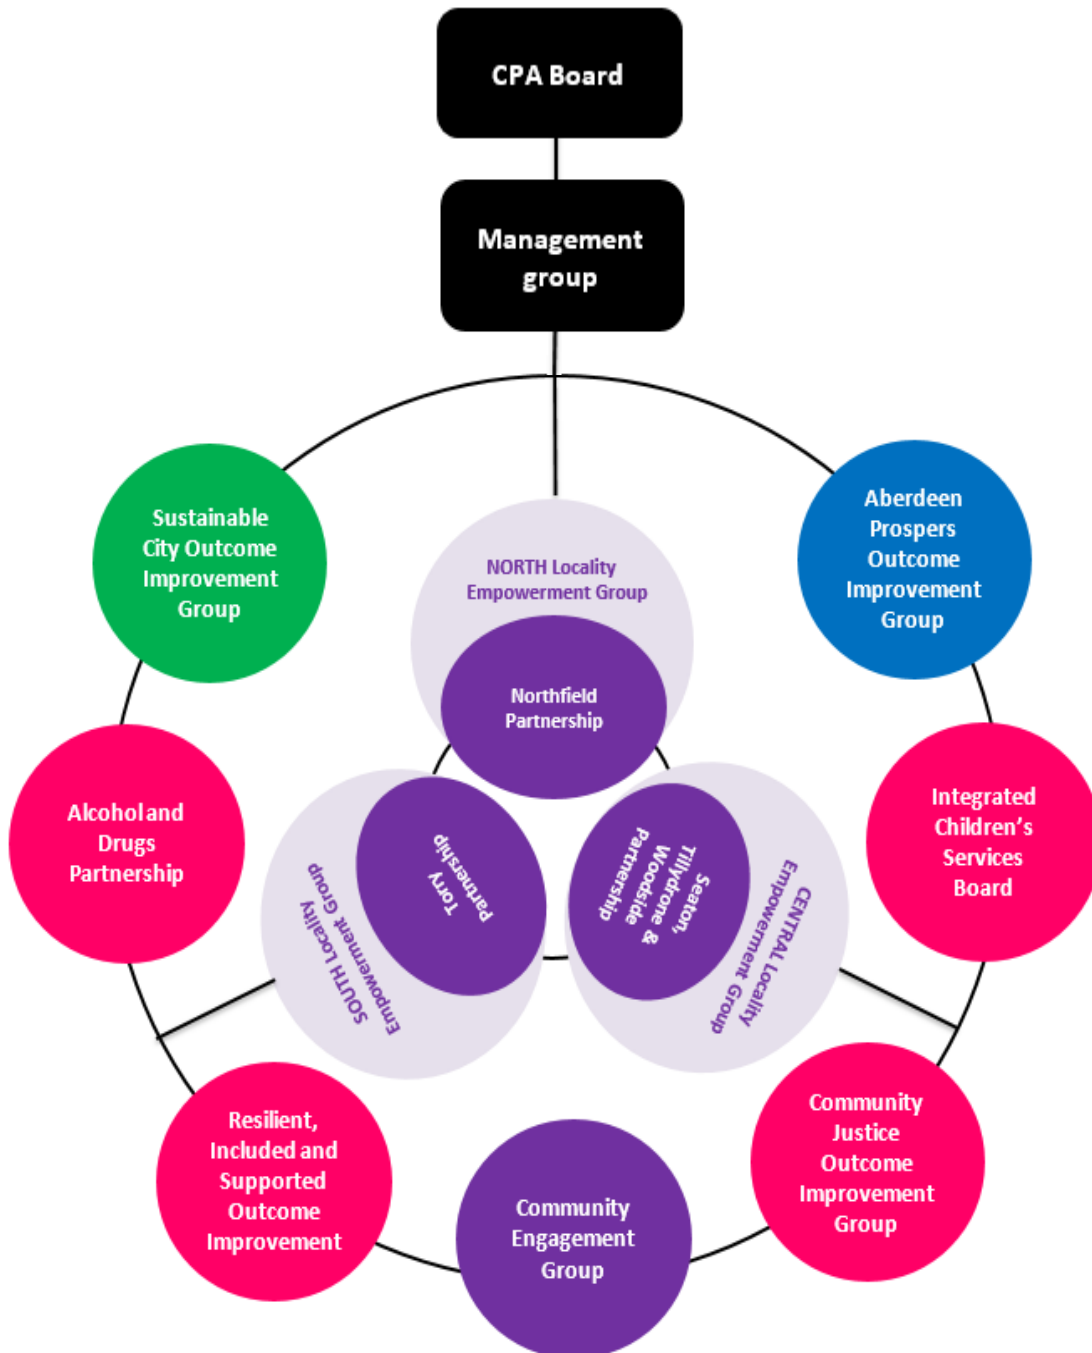 CPA Board
Management
group
Sustainable
City Outcome
Improvement
Group
Aberdeen
Prospers
Outcome
Improvement
Group
NORTH Locality
Empowerment Group
Northfield
Partnership
Alcohol and
Drugs
Partnership
Torry
Partnership
SOUTH Locality
Empowerment Group
Seaton,
Tillydrone &
Woodside
Partnership
CENTRAL Locality
Empowerment Group
Integrated
Children’s
Services
Board
Resilient,
Included and
Supported
Outcome
Improvement
Community
Engagement
Group
Community
Justice
Outcome
Improvement
Group